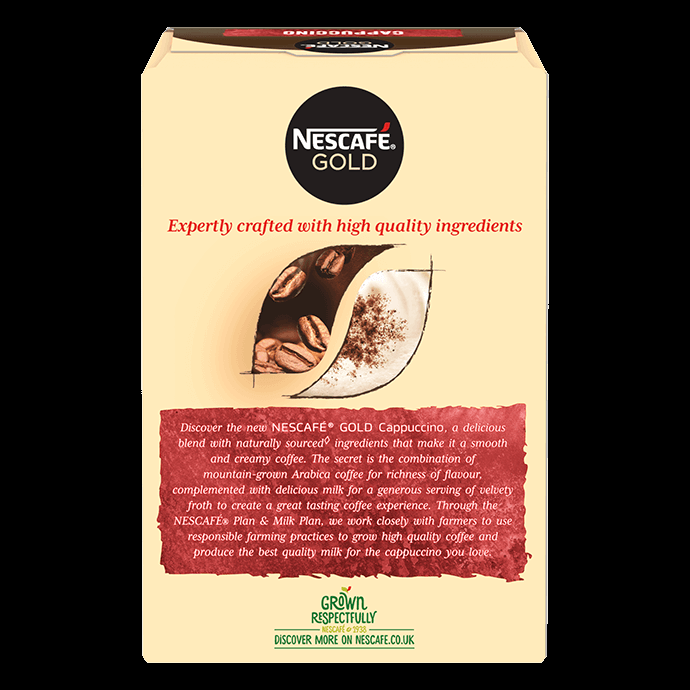 CAPPUCCINO
NESCAFÉ
GOLD
NESCAFÉ®
GOLD
Expertly crafted with high quality ingredients
Discover the new NESCAFÉ® GOLD Cappuccino, a delicious
blend with naturally sourced◊ ingredients that make it a smooth
and creamy coffee. The secret is the combination of
mountain-grown Arabica coffee for richness of flavour,
complemented with delicious milk for a generous serving of velvety
froth to create a great tasting coffee experience. Through the
NESCAFÉ® Plan & Milk Plan, we work closely with farmers to use
responsible farming practices to grow high quality coffee and
produce the best quality milk for the cappuccino you love.
GROWN
RESPECTFULLY
NESCAFÉ 1938
DISCOVER MORE ON NESCAFE.CO.UK